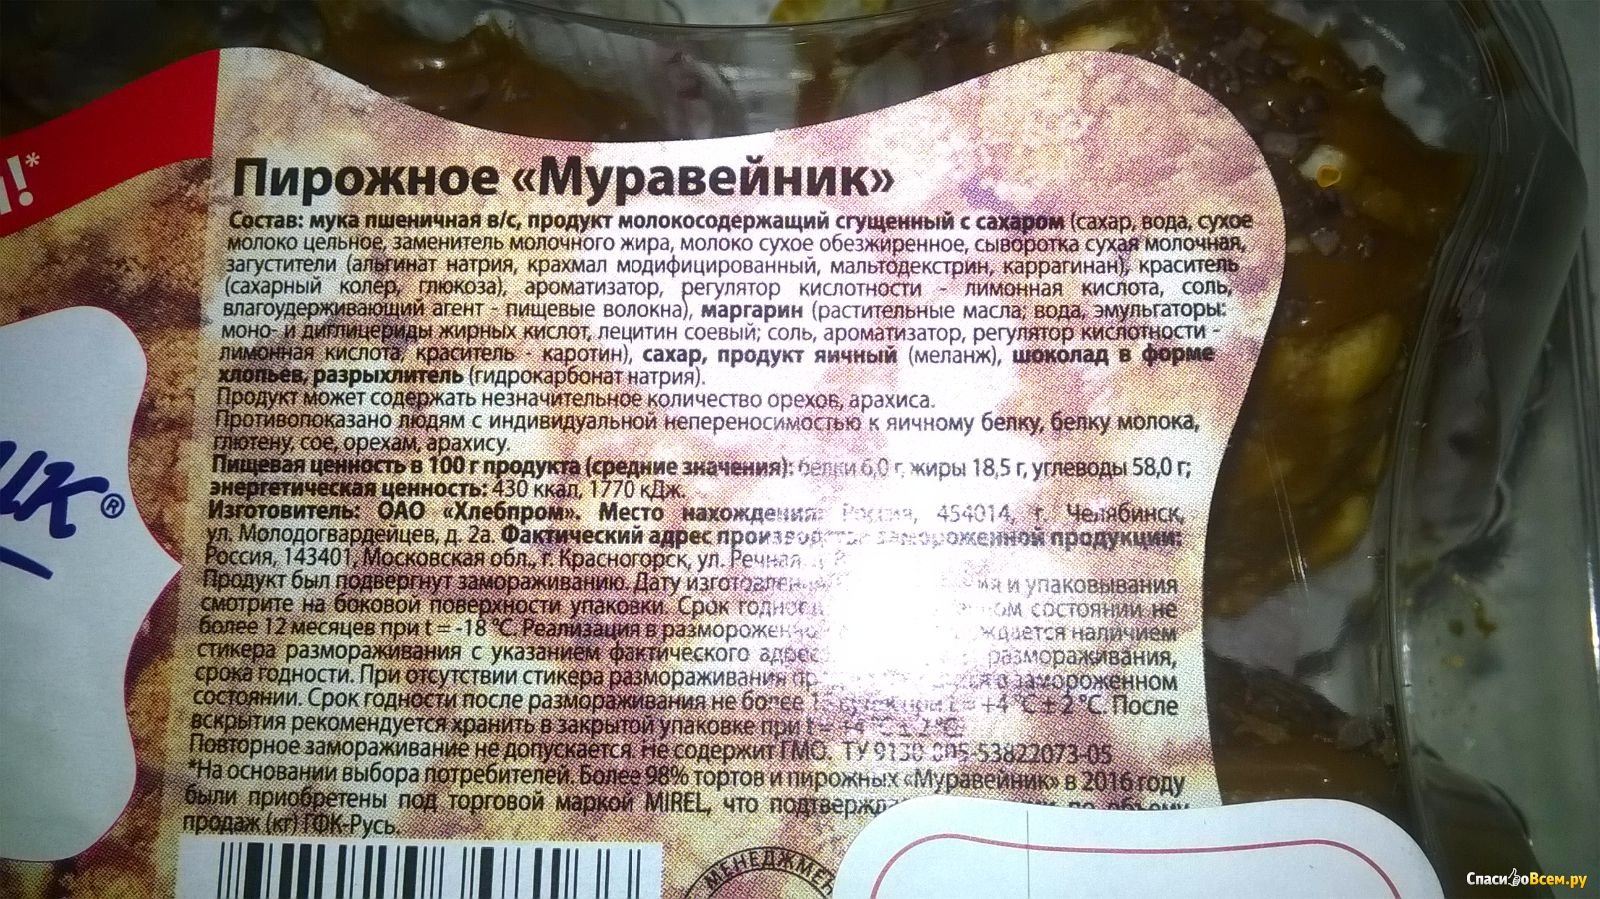 !*
ик®
Пирожное «Муравейник»
Состав: мука пшеничная в/с, продукт молокосодержащий сгущенный с сахаром (сахар, вода, сухое
молоко цельное, заменитель молочного жира, молоко сухое обезжиренное, сыворотка сухая молочная,
загустители (альгинат натрия, крахмал модифицированный, мальтодекстрин, каррагинан), краситель
(сахарный колер, глюкоза), ароматизатор, регулятор кислотности - лимонная кислота, соль,
влагоудерживающий агент - пищевые волокна), маргарин (растительные масла; вода, эмульгаторы:
моно- и диглицериды жирных кислот, лецитин соевый; соль, ароматизатор, регулятор кислотности -
лимонная кислота, краситель - каротин), сахар, продукт яичный (меланж), шоколад в форме
хлопьев, разрыхлитель (гидрокарбонат натрия).
Продукт может содержать незначительное количество орехов, арахиса.
Противопоказано людям с индивидуальной непереносимостью к яичному белку, белку молока,
глютену, сое, орехам, арахису.
Пищевая ценность в 100 г продукта (средние значения): белки 6,0 г, жиры 18,5 г, углеводы 58,0 г;
энергетическая ценность: 430 ккал, 1770 кДж.
Изготовитель: ОАО «Хлебпром». Место нахождения: Россия, 454014, г. Челябинск,
ул. Молодогвардейцев, д. 2а. Фактический адрес производства замороженной продукции:
Россия, 143401, Московская обл., г. Красногорск, ул. Речная
Продукт был подвергнут замораживанию. Дату и упаковывания
смотрите на боковой поверхности упаковки. Срок состоянии не
более 12 месяцев при t = -18 °С. Реализация в наличием
стикера размораживания с указанием фактического размораживания,
срока годности. При отсутствии стикера размораживания замороженном
состоянии. Срок годности после размораживания не более +4 °С ± 2 °С. После
вскрытия рекомендуется хранить в закрытой упаковке при t = +4 °С ± 2 °С.
Повторное замораживание не допускается. Не содержит ГМО. ТУ 9130-005-53822073-05
*На основании выбора потребителей. Более 98% тортов и пирожных «Муравейник» в 2016 году
были приобретены под торговой маркой MIREL, что по объему
продаж (кг) ГФК-Русь.
МЕНЕДЖМЕН
СпасибоВсем.ру